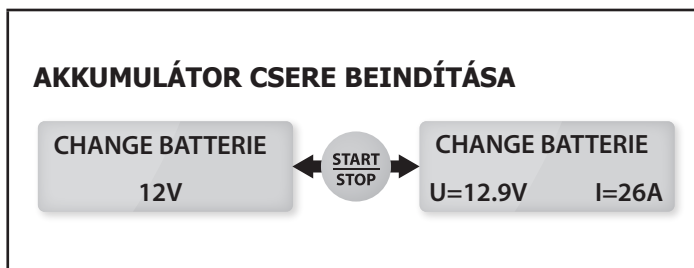 AKKUMULÁTOR CSERE BEINDÍTÁSA
CHANGE BATTERIE
12V
START
STOP
CHANGE BATTERIE
U=12.9V I=26A